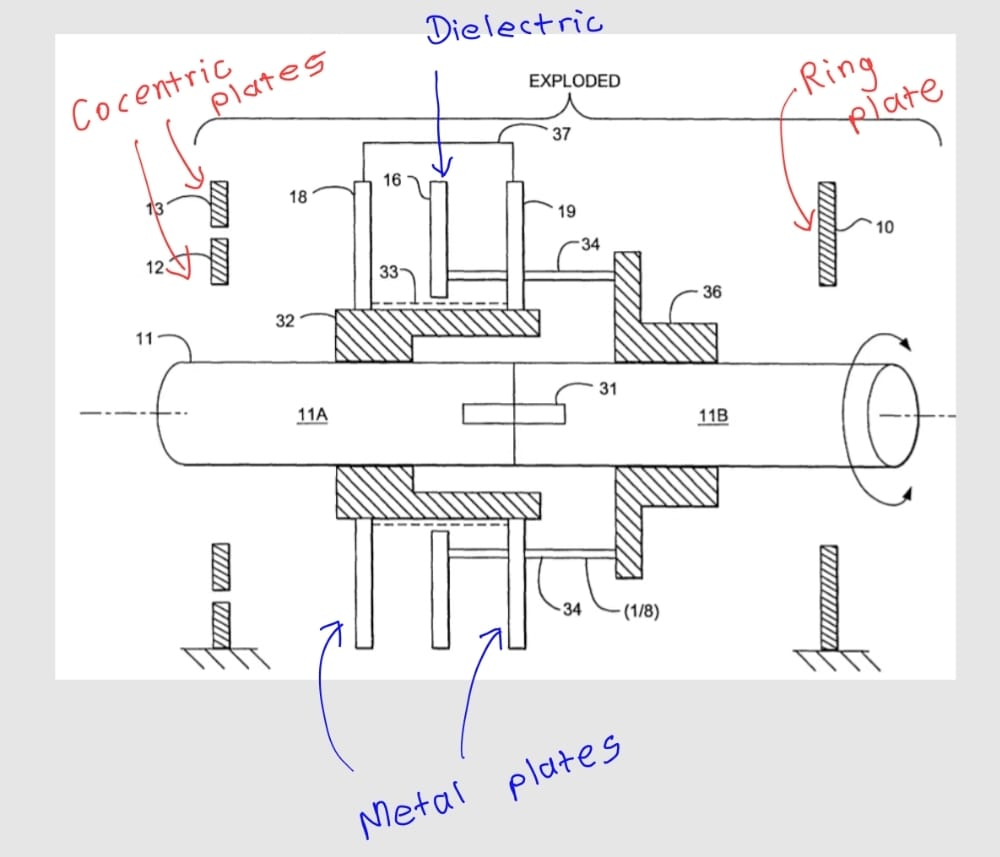 Dielectric
Cocentric
plates
EXPLODED
Ring
plate
37
16
18
13
19
10
34
12
33
36
32
11
31
11A
11B
34
(1/8)
Metal plates